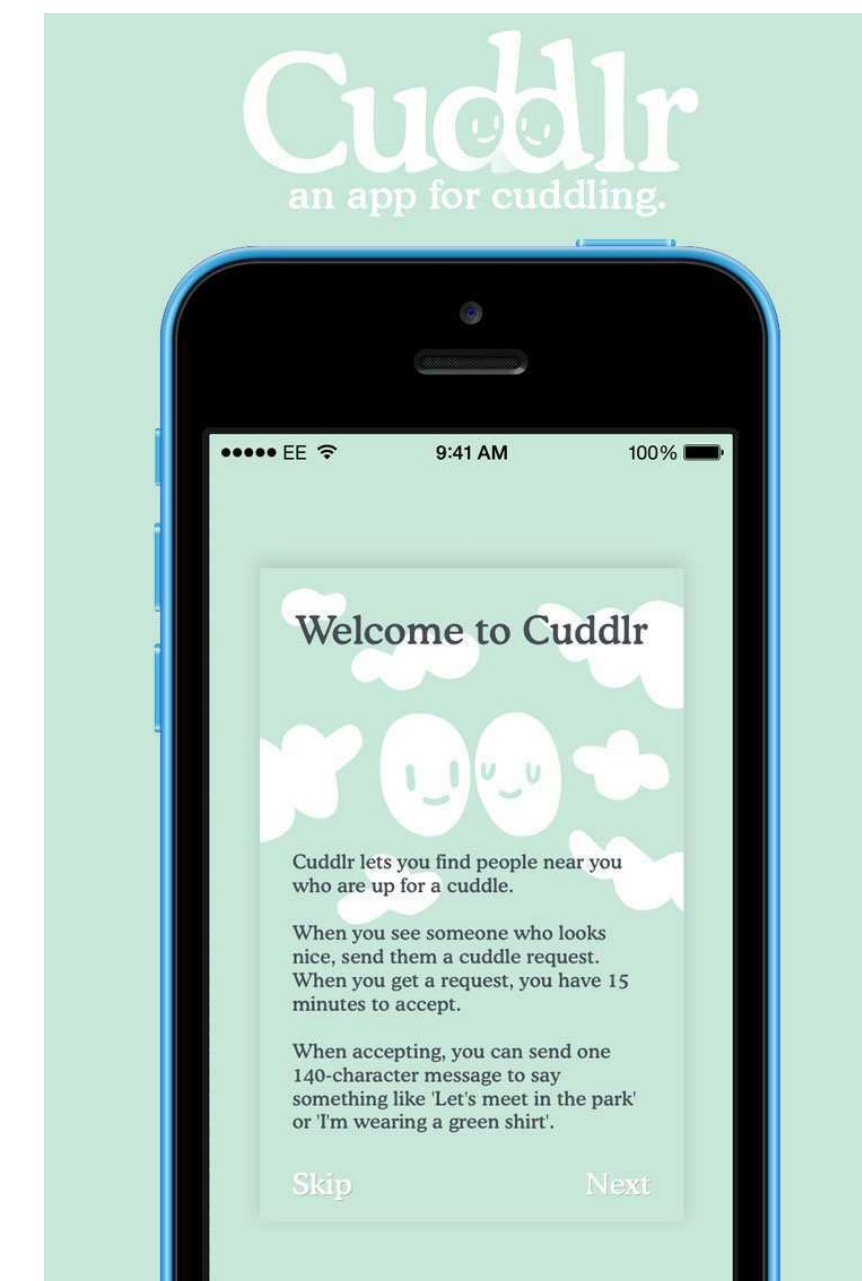 Cuddlr
an app for cuddling.
EE 9:41 AM 100%
Welcome to Cuddlr
Cuddlr lets you find people near you
who are up for a cuddle.
When you see someone who looks
nice, send them a cuddle request.
When you get a request, you have 15
minutes to accept.
When accepting, you can send one
140-character message to say
something like 'Let's meet in the park'
or 'I'm wearing a green shirt'.
Skip Next